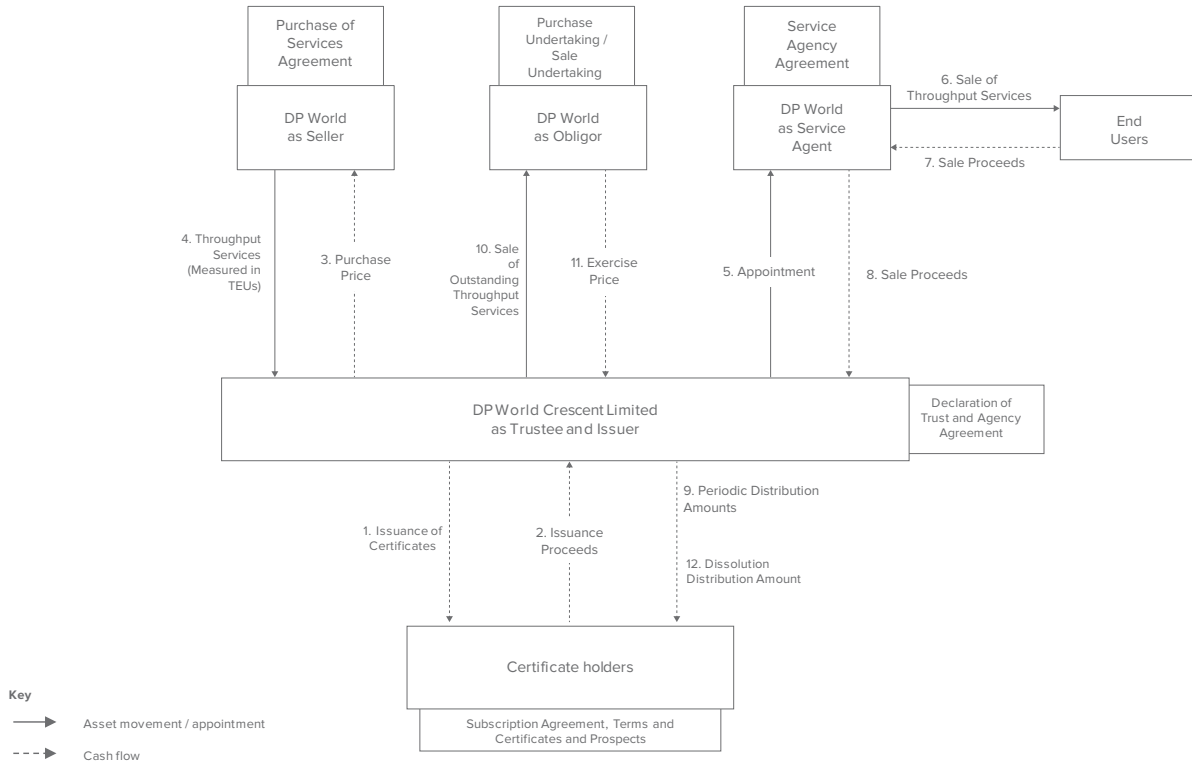 Purchase of
Services
Agreement
DP World
as Seller
Purchase
Undertaking /
Sale
Undertaking
DP World
as Obligor
Service
Agency
Agreement
DP World
as Service
Agent
6. Sale of
Throughput Services
End
Users
7. Sale Proceeds
4. Throughput
Services
(Measured in
TEUs)
3. Purchase
Price
10. Sale
of
Outstanding
Throughput
Services
11. Exercise
Price
5. Appointment
8. Sale Proceeds
DP World Crescent Limited
as Trustee and Issuer
Declaration of
Trust and Agency
Agreement
1. Issuance of
Certificates
2. Issuance
Proceeds
9. Periodic Distribution
Amounts
12. Dissolution
Distribution Amount
Certificate holders
Subscription Agreement, Terms and
Certificates and Prospects
Key
Asset movement / appointment
Cash flow